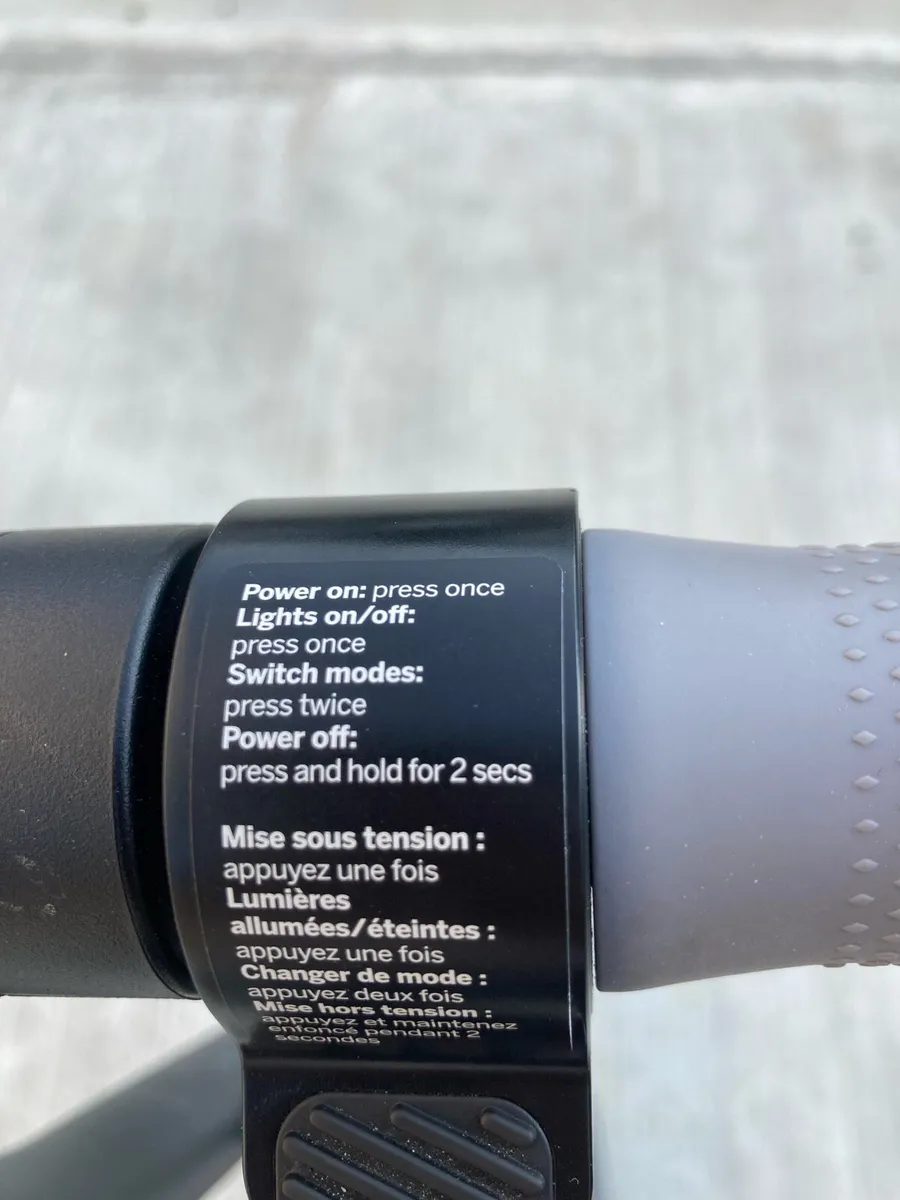 Power on: press once
Lights on/off:
press once
Switch modes:
press twice
Power off:
press and hold for 2 secs
Mise sous tension :
appuyez une fois
Lumières
allumées/éteintes :
appuyez une fois
Changer de mode :
appuyez deux fois
Mise hors tension :
appuyez et maintenez
enfoncé pendant 2
secondes